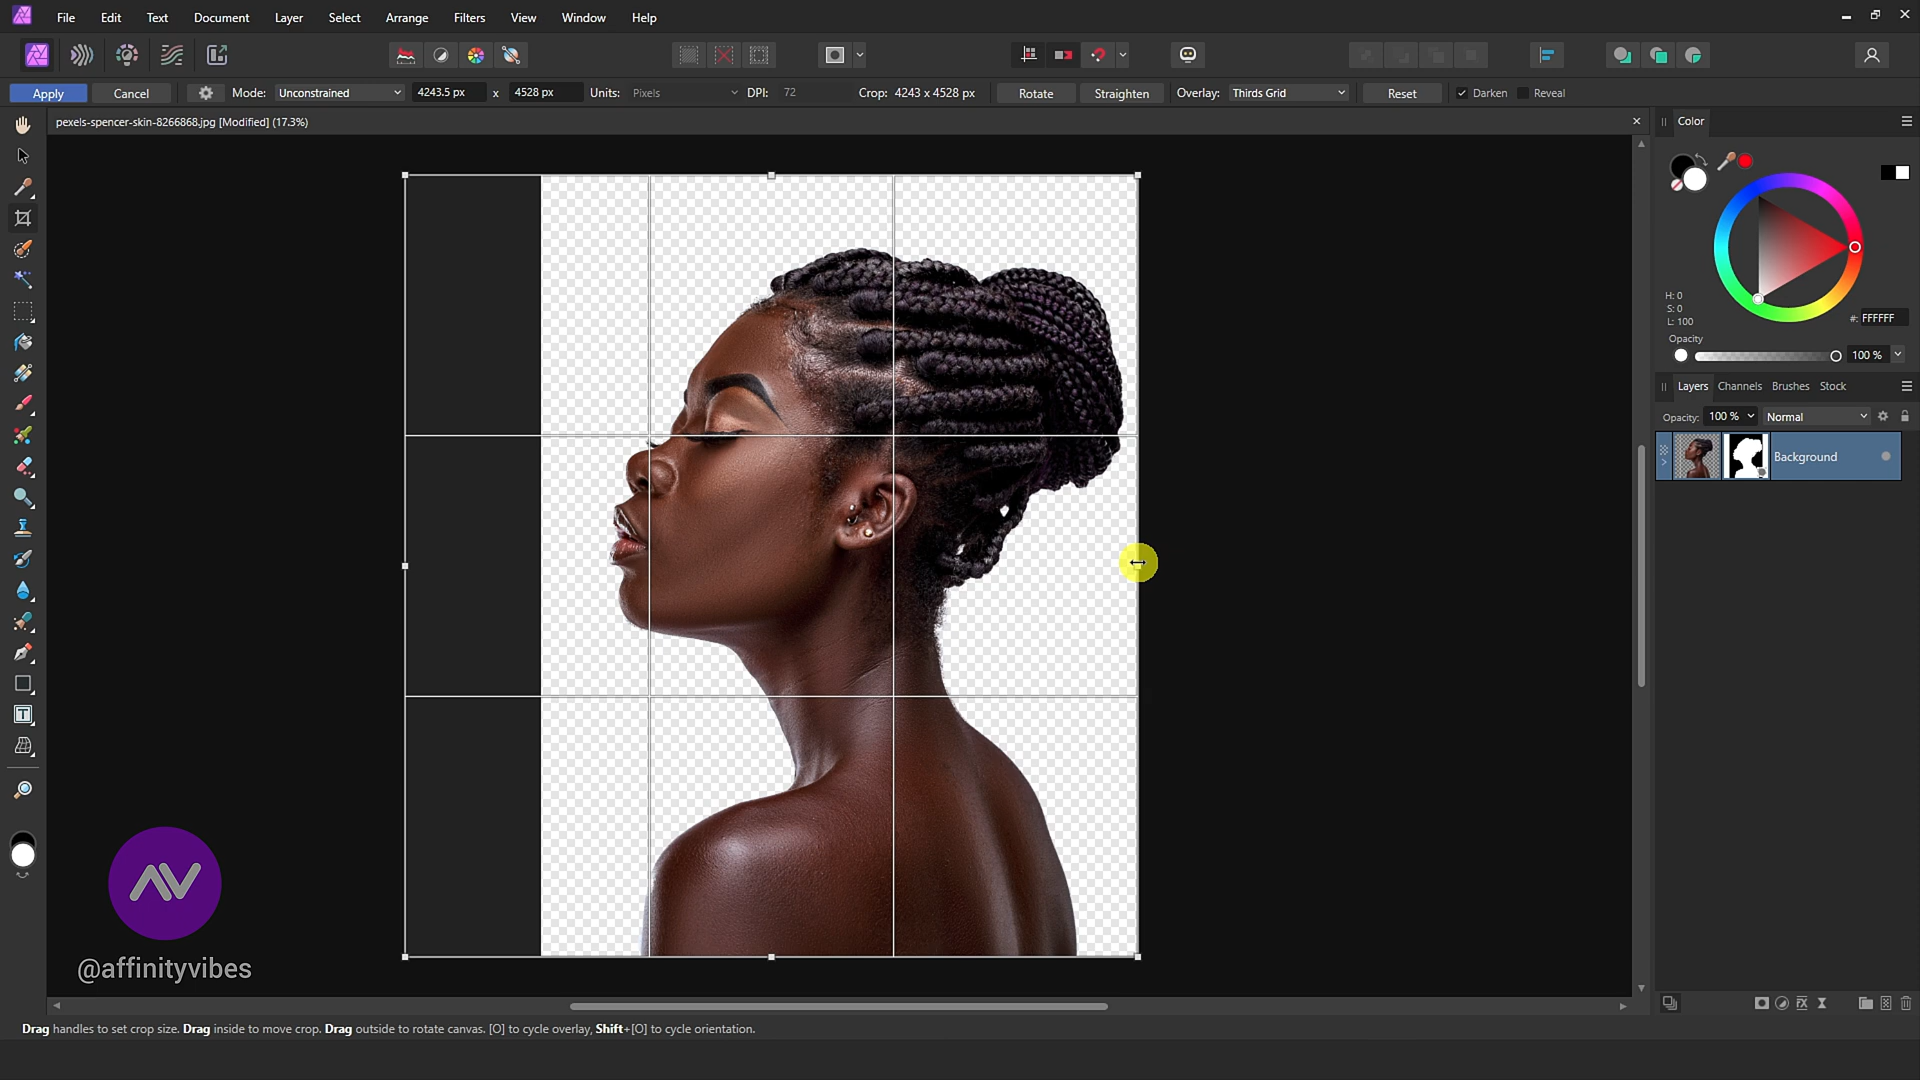 File Edit Text Document Layer Select Arrange Filters View Window Help
Apply Cancel Mode: Unconstrained 4243.5 px x 4528 px Units: Pixels DPI: 72 Crop: 4243 x 4528 px Rotate Straighten Overlay: Thirds Grid Reset Darken Reveal
pexels-spencer-skin-8266868.jpg [Modified] (17.3%)
Color
H: 0
S: 0
L: 100
#: FFFFFF
Opacity
100 %
Layers Channels Brushes Stock
Opacity: 100 % Normal
Background
@affinityvibes
Drag handles to set crop size. Drag inside to move crop. Drag outside to rotate canvas. [O] to cycle overlay, Shift+[O] to cycle orientation.